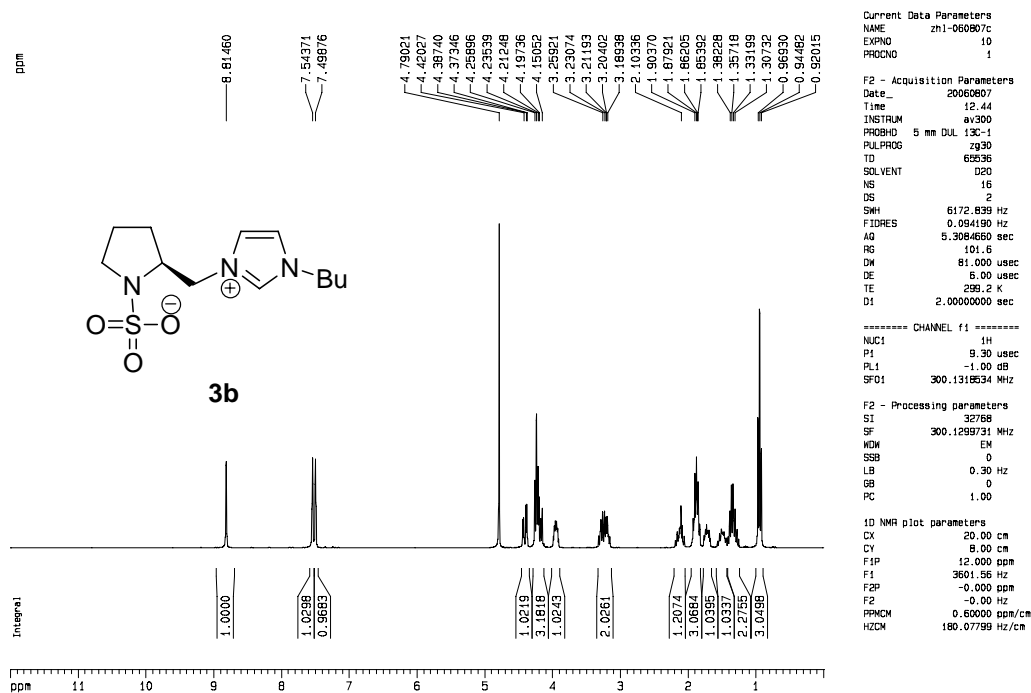 ppm
8.81460
7.54371
7.49876
4.79021
4.42027
4.38740
4.37346
4.25896
4.23539
4.21248
4.19736
4.15052
3.25921
3.23074
3.21193
3.20402
3.18938
2.10336
1.90370
1.87921
1.86205
1.85392
1.38228
1.35718
1.33199
1.30732
0.96930
0.94482
0.92015
N
+
N
Bu
N
O
S
O
−
O
3b
Integral
1.0000
1.0298
0.9683
1.0219
3.1818
1.0243
2.0261
1.2074
3.0684
1.0395
1.0337
2.2755
3.0498
ppm 11 10 9 8 7 6 5 4 3 2 1
Current Data Parameters
NAME zhl-060807c
EXPNO 10
PROCNO 1
F2 - Acquisition Parameters
Date_ 20060807
Time 12.44
INSTRUM av300
PROBHD 5 mm DUL 13C-1
PULPROG zg30
TD 65536
SOLVENT D2O
NS 16
DS 2
SWH 6172.839 Hz
FIDRES 0.094190 Hz
AQ 5.3084660 sec
RG 101.6
DW 81.000 usec
DE 6.00 usec
TE 299.2 K
D1 2.00000000 sec
======== CHANNEL f1 ========
NUC1 1H
P1 9.30 usec
PL1 -1.00 dB
SFO1 300.1318534 MHz
F2 - Processing parameters
SI 32768
SF 300.1299731 MHz
WDW EM
SSB 0
LB 0.30 Hz
GB 0
PC 1.00
1D NMR plot parameters
CX 20.00 cm
CY 8.00 cm
F1P 12.000 ppm
F1 3601.56 Hz
F2P -0.000 ppm
F2 -0.00 Hz
PPMCM 0.60000 ppm/cm
HZCM 180.07799 Hz/cm